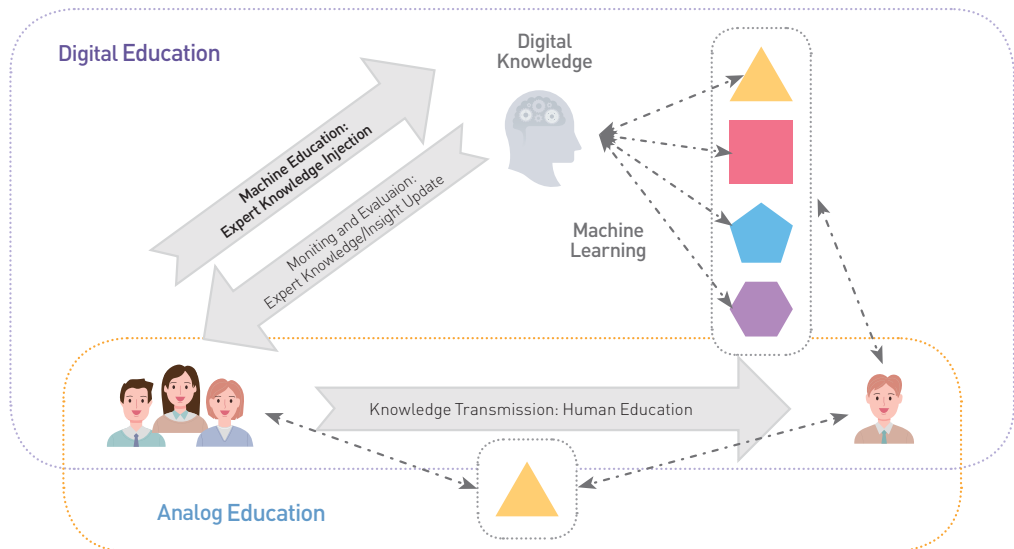 Digital Education
Digital
Knowledge
Machine Education:
Expert Knowledge Injection
Moniting and Evaluaion:
Expert Knowledge/Insight Update
Machine
Learning
Knowledge Transmission: Human Education
Analog Education